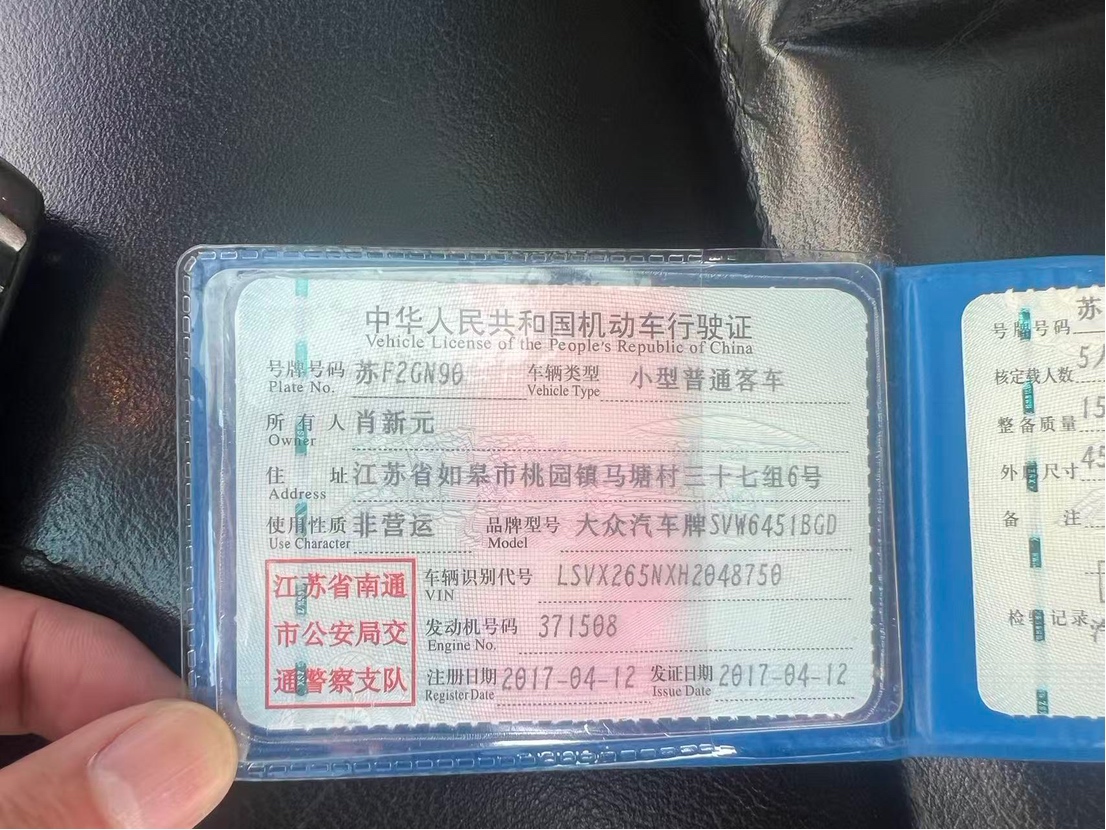 中华人民共和国机动车行驶证
Vehicle License of the People's Republic of China
号牌号码 苏F2GN90 车辆类型 小型普通客车
Plate No. Vehicle Type
所有人 肖新元
Owner
住址 江苏省如皋市桃园镇马塘村三十七组6号
Address
使用性质 非营运 品牌型号 大众汽车牌SVW6451BGD
Use Character Model
江苏省南通
市公安局交
通警察支队
车辆识别代号 LSVX265NXH2048750
VIN
发动机号码 371508
Engine No.
注册日期 2017-04-12 发证日期 2017-04-12
Register Date Issue Date
号牌号码 苏
核定载人数 5人
整备质量 15
外廓尺寸 45
备注
检验记录